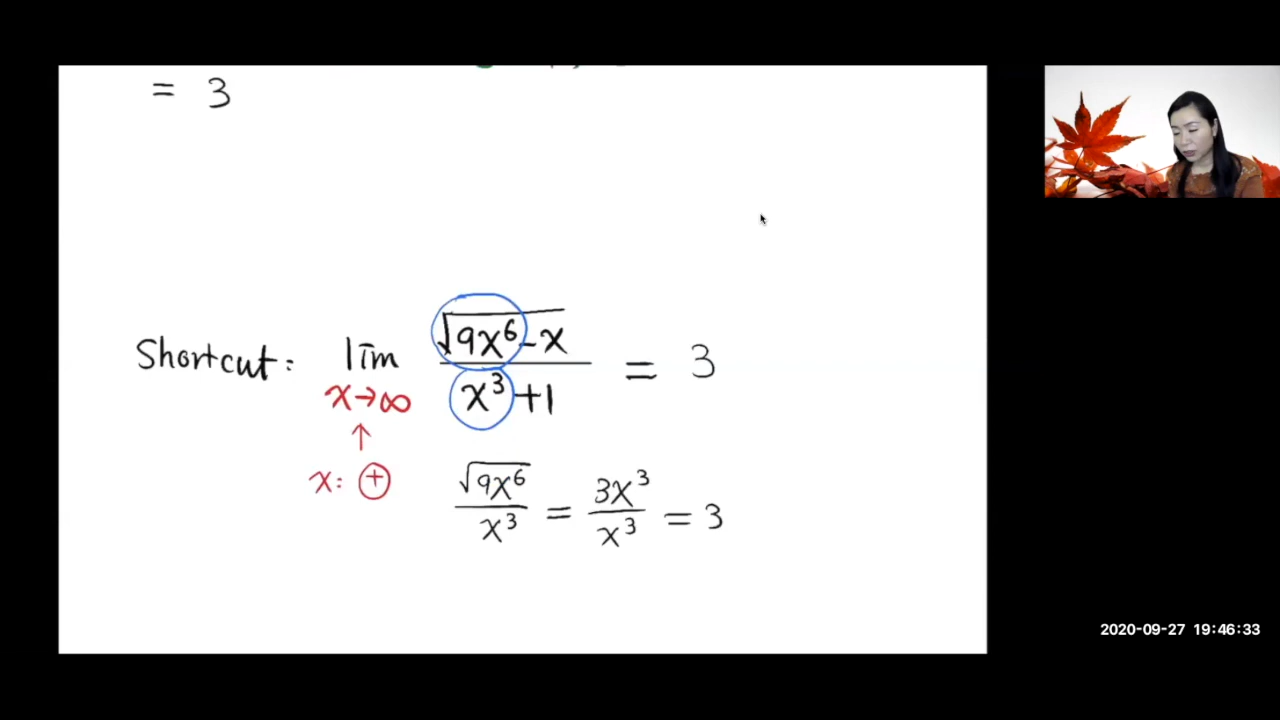 = 3
Shortcut: lim x→∞ √(9x⁶-x) / (x³+1) = 3
↑
x: ⊕
√(9x⁶) / x³ = 3x³ / x³ = 3
2020-09-27 19:46:33